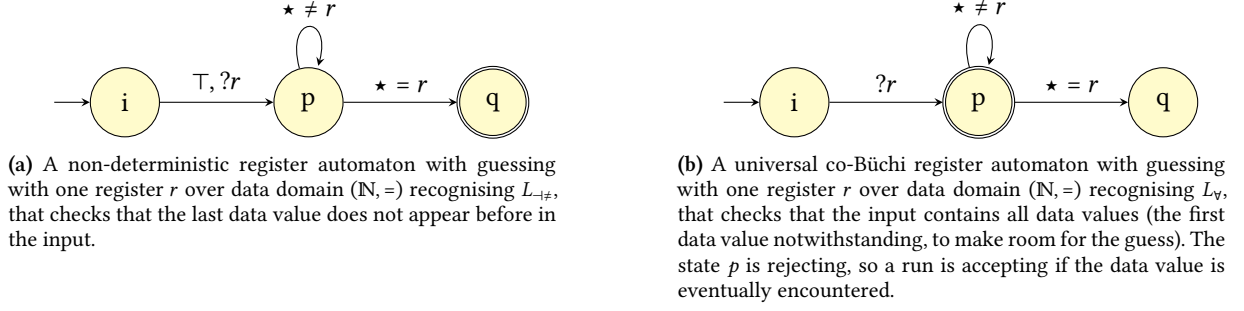 ★ ≠ r
⊤, ?r
★ = r
i
p
q
(a) A non-deterministic register automaton with guessing
with one register r over data domain (ℕ, =) recognising L⊣≠,
that checks that the last data value does not appear before in
the input.
★ ≠ r
?r
★ = r
i
p
q
(b) A universal co-Büchi register automaton with guessing
with one register r over data domain (ℕ, =) recognising L∀,
that checks that the input contains all data values (the first
data value notwithstanding, to make room for the guess). The
state p is rejecting, so a run is accepting if the data value is
eventually encountered.